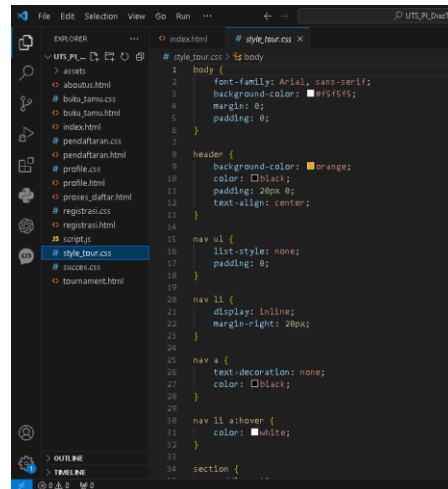 File Edit Selection View Go Run ···
UTS_PI_Diaz
EXPLORER ···
UTS_PI_...
assets
aboutus.html
buku_tamu.css
buku_tamu.html
index.html
pendaftaran.css
pendaftaran.html
profile.css
profile.html
proses_daftar.html
registrasi.css
registrasi.html
JS script.js
# style_tour.css
succes.css
tournament.html
OUTLINE
TIMELINE
0 0 0
index.html
# style_tour.css
# style_tour.css > body
1 body {
2 font-family: Arial, sans-serif;
3 background-color: #f5f5f5;
4 margin: 0;
5 padding: 0;
6 }
7
8 header {
9 background-color: orange;
10 color: black;
11 padding: 20px 0;
12 text-align: center;
13 }
14
15 nav ul {
16 list-style: none;
17 padding: 0;
18 }
19
20 nav li {
21 display: inline;
22 margin-right: 20px;
23 }
24
25 nav a {
26 text-decoration: none;
27 color: black;
28 }
29
30 nav li a:hover {
31 color: white;
32 }
33
34 section {